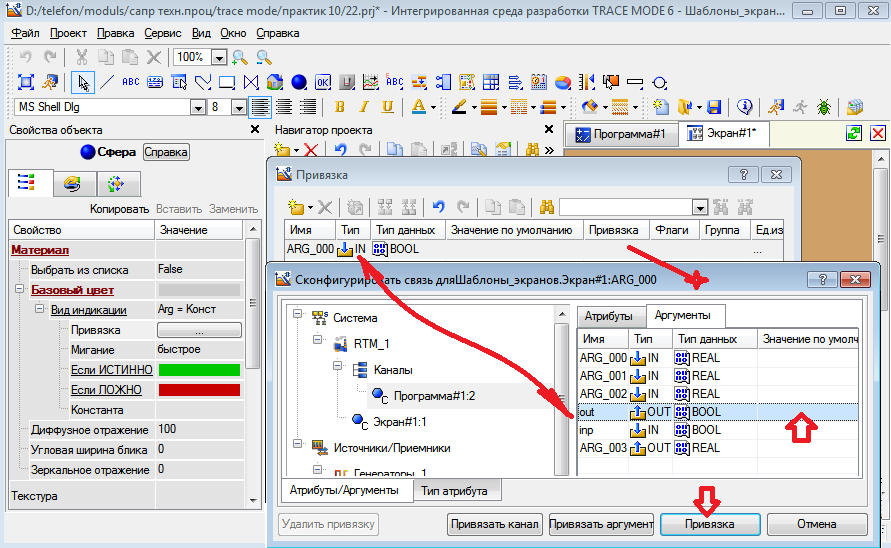 D:/telefon/moduls/сапр техн.проц/trace mode/практик 10/22.prj* - Интегрированная среда разработки TRACE MODE 6 - Шаблоны_экран...
Файл Проект Правка Сервис Вид Окно Справка
100%
ABC OK ABC
MS Shell Dlg 8 B I U A
Свойства объекта
Сфера Справка
Копировать Вставить Заменить
Свойство Значение
Материал
Выбрать из списка False
Базовый цвет
Вид индикации Arg = Конст
Привязка ...
Мигание быстрое
Если ИСТИННО
Если ЛОЖНО
Константа
Диффузное отражение 100
Угловая ширина блика 0
Зеркальное отражение 0
Текстура
Навигатор проекта
Программа#1 Экран#1*
Привязка
Имя Тип Тип данных Значение по умолчанию Привязка Флаги Группа Ед.из
ARG_000 IN BOOL ...
Сконфигурировать связь дляШаблоны_экранов.Экран#1:ARG_000
Система
RTM_1
Каналы
Программа#1:2
Экран#1:1
Источники/Приемники
Генераторы_1
Атрибуты/Аргументы Тип атрибута
Атрибуты Аргументы
Имя Тип Тип данных Значение по умолч
ARG_000 IN REAL
ARG_001 IN REAL
ARG_002 IN REAL
out OUT BOOL
inp IN BOOL
ARG_003 OUT REAL
Удалить привязку Привязать канал Привязать аргумент Привязка Отмена